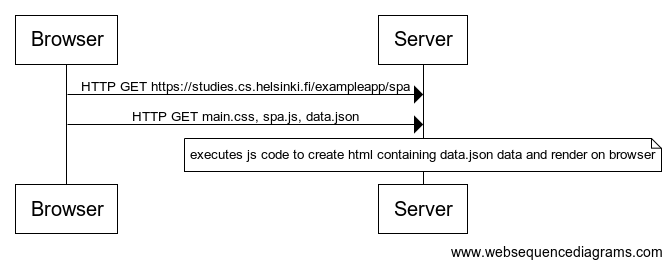 Browser
Server
HTTP GET https://studies.cs.helsinki.fi/exampleapp/spa
HTTP GET main.css, spa.js, data.json
executes js code to create html containing data.json data and render on browser
Browser
Server
www.websequencediagrams.com